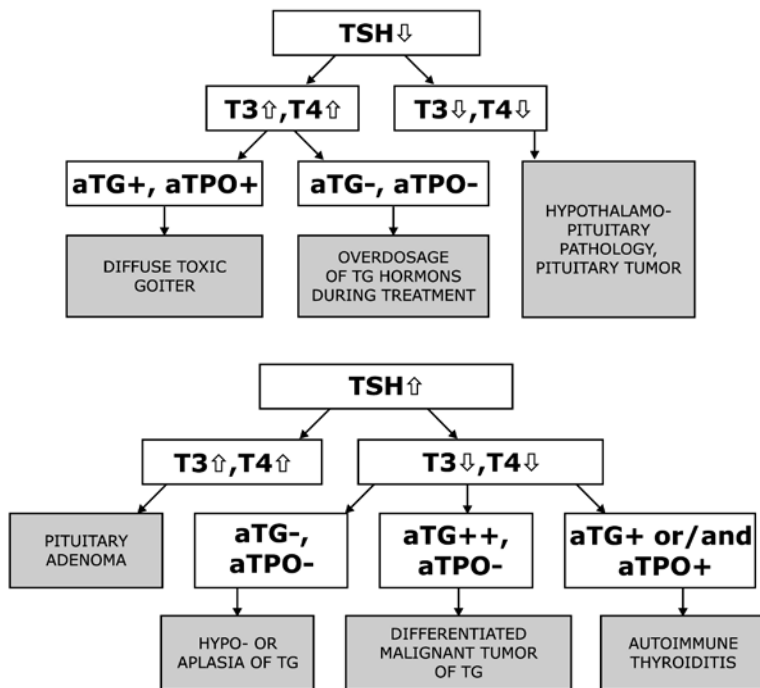 TSH⇩
T3⇧,T4⇧
T3⇩,T4⇩
aTG+, aTPO+
aTG-, aTPO-
HYPOTHALAMO-
PITUITARY
PATHOLOGY,
PITUITARY TUMOR
DIFFUSE TOXIC
GOITER
OVERDOSAGE
OF TG HORMONS
DURING TREATMENT
TSH⇧
T3⇧,T4⇧
T3⇩,T4⇩
PITUITARY
ADENOMA
aTG-,
aTPO-
aTG++,
aTPO-
aTG+ or/and
aTPO+
HYPO- OR
APLASIA OF TG
DIFFERENTIATED
MALIGNANT TUMOR
OF TG
AUTOIMMUNE
THYROIDITIS